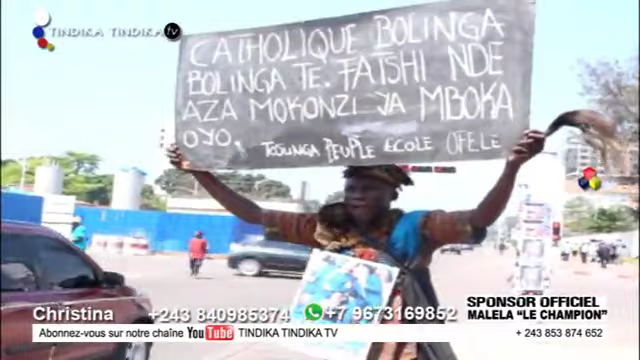 TINDIKA TINDIKA tv
CATHOLIQUE BOLINGA
BOLINGA TE. FATSHI NDE
AZA MOKONZI YA MBOKA
OYO.
TOSUNGA PEUPLE ECOLE OFELE
Christina +243 840985374 +7 9673169852
Abonnez-vous sur notre chaîne YouTube TINDIKA TINDIKA TV
SPONSOR OFFICIEL
MALELA "LE CHAMPION"
+ 243 853 874 652